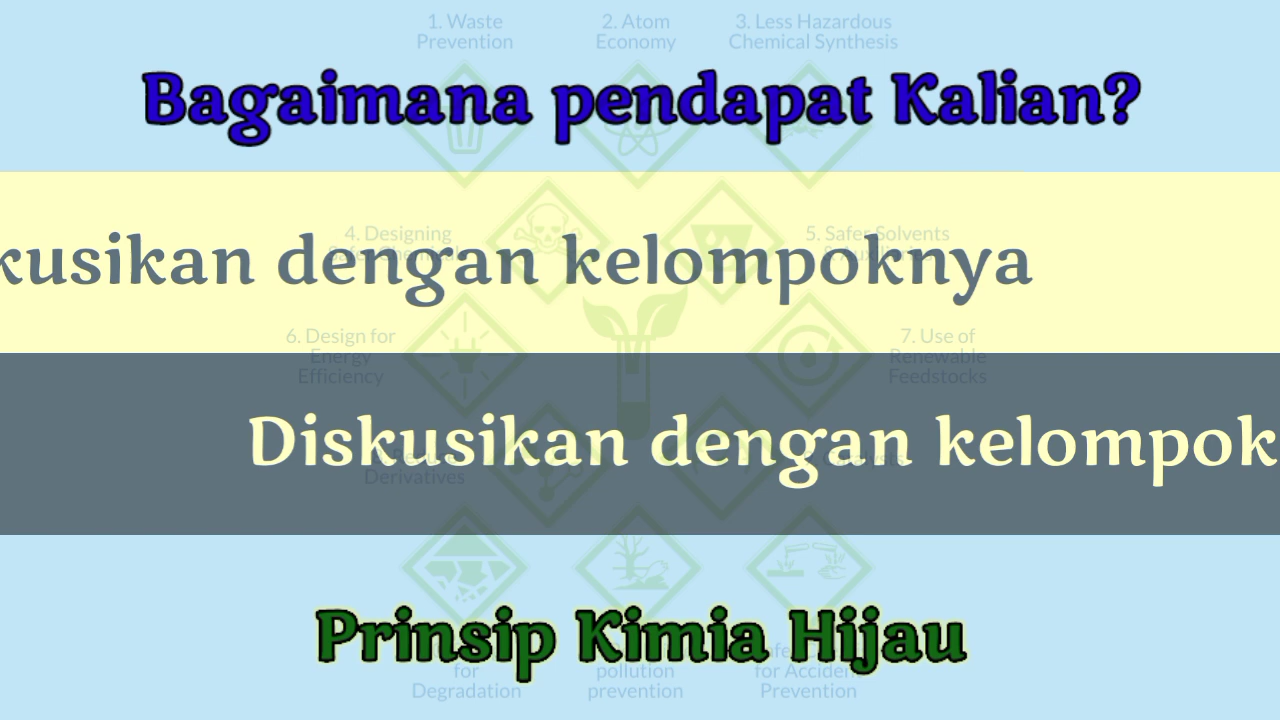 1. Waste
Prevention
2. Atom
Economy
3. Less Hazardous
Chemical Synthesis
Bagaimana pendapat Kalian?
4. Designing
5. Safer Solvents
kusikan dengan kelompoknya
6. Design for
Energy
Efficiency
7. Use of
Renewable
Feedstocks
Diskusikan dengan kelompok
Derivatives
Prinsip Kimia Hijau
for
Degradation
pollution
prevention
for Accident
Prevention